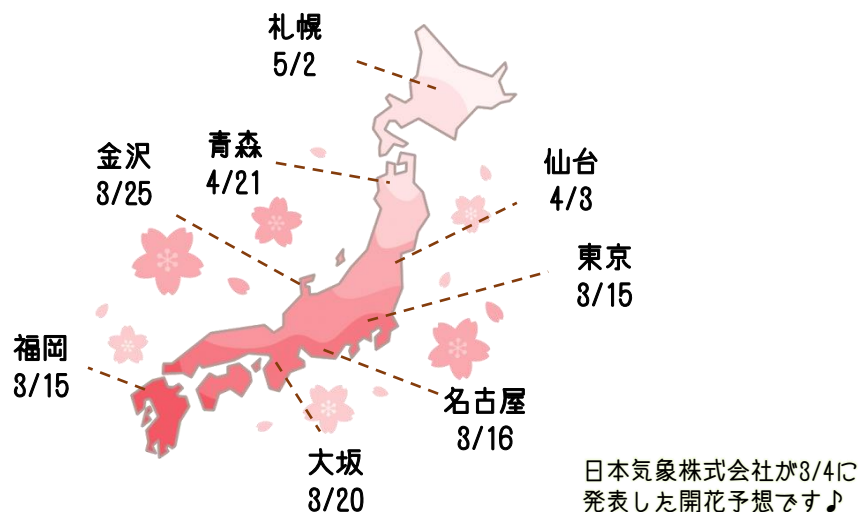 札幌
5/2
青森
4/21
金沢
3/25
仙台
4/3
東京
3/15
福岡
3/15
名古屋
3/16
大坂
3/20
日本気象株式会社が3/4に
発表した開花予想です♪